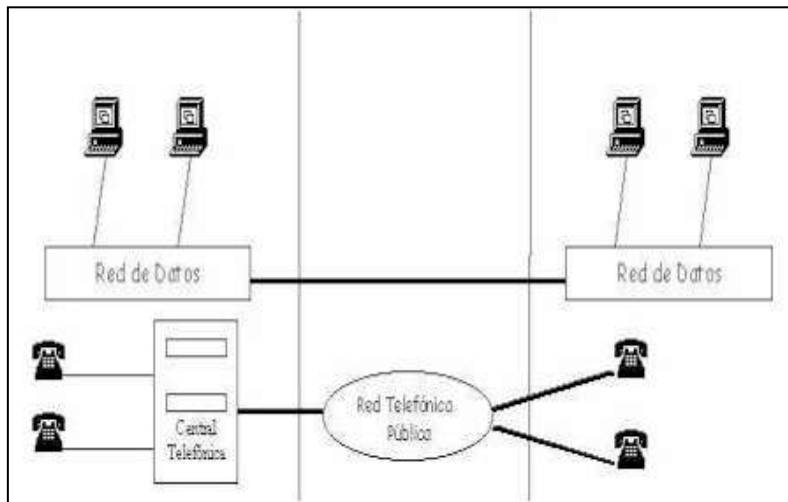 Red de Datos
Red de Datos
Central
Telefónica
Red Telefónica
Pública